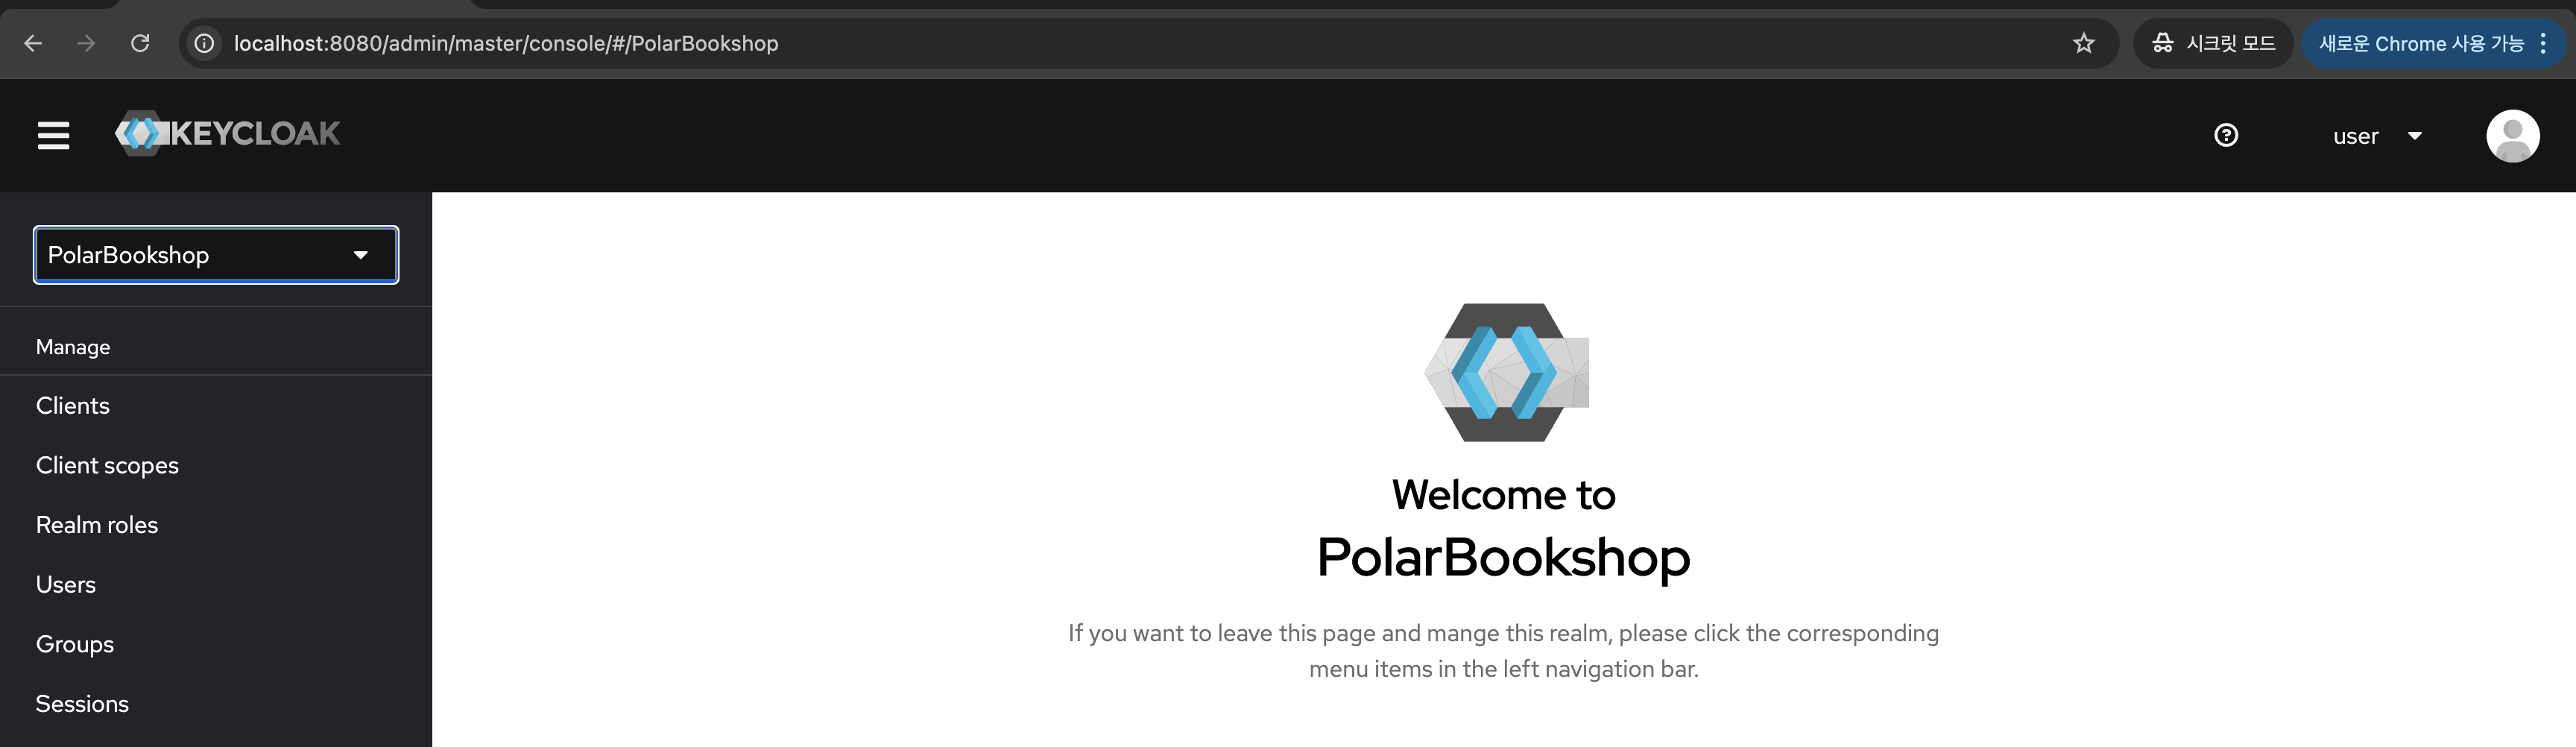 localhost:8080/admin/master/console/#/PolarBookshop
시크릿 모드
새로운 Chrome 사용 가능
KEYCLOAK
user
PolarBookshop
Manage
Clients
Client scopes
Realm roles
Users
Groups
Sessions
Welcome to
PolarBookshop
If you want to leave this page and mange this realm, please click the corresponding
menu items in the left navigation bar.